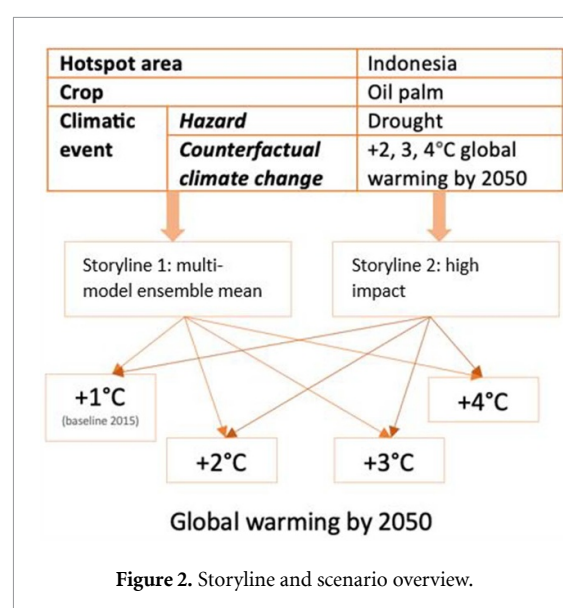 Hotspot area Indonesia
Crop Oil palm
Climatic Hazard Drought
event Counterfactual +2, 3, 4°C global
climate change warming by 2050
Storyline 1: multi-
model ensemble mean
Storyline 2: high
impact
+1°C
(baseline 2015)
+4°C
+2°C
+3°C
Global warming by 2050
Figure 2. Storyline and scenario overview.